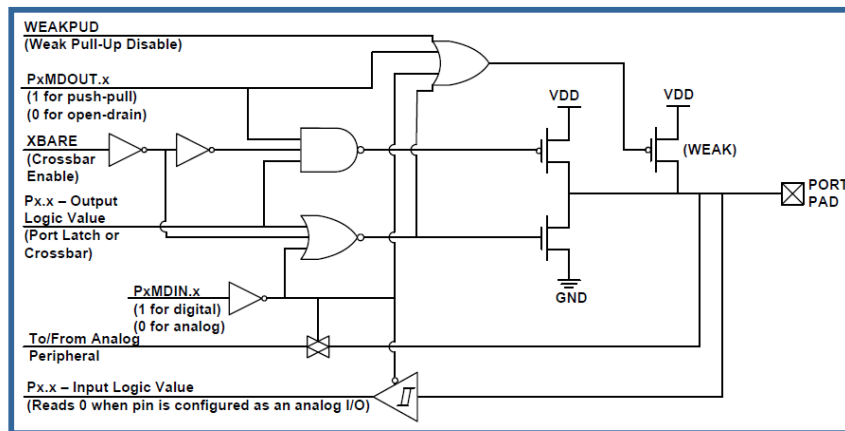 WEAKPUD
(Weak Pull-Up Disable)
PxMDOUT.x
(1 for push-pull)
(0 for open-drain)
XBARE
(Crossbar
Enable)
Px.x – Output
Logic Value
(Port Latch or
Crossbar)
PxMDIN.x
(1 for digital)
(0 for analog)
To/From Analog
Peripheral
Px.x – Input Logic Value
(Reads 0 when pin is configured as an analog I/O)
VDD
VDD
(WEAK)
PORT
PAD
GND